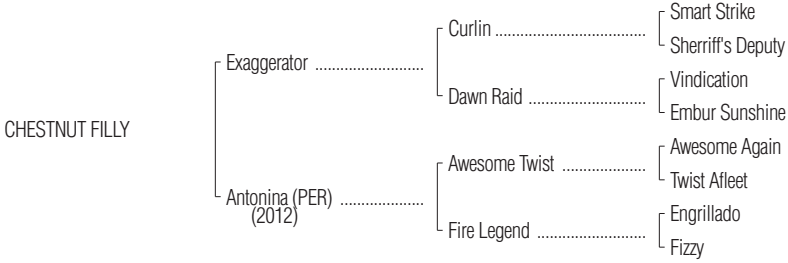 Smart Strike
Curlin ....................................
Sherriff's Deputy
Exaggerator ..........................
Vindication
Dawn Raid ............................
Embur Sunshine
CHESTNUT FILLY
Awesome Again
Awesome Twist ....................
Twist Afleet
Antonina (PER) ....................
(2012)
Engrillado
Fire Legend ..........................
Fizzy